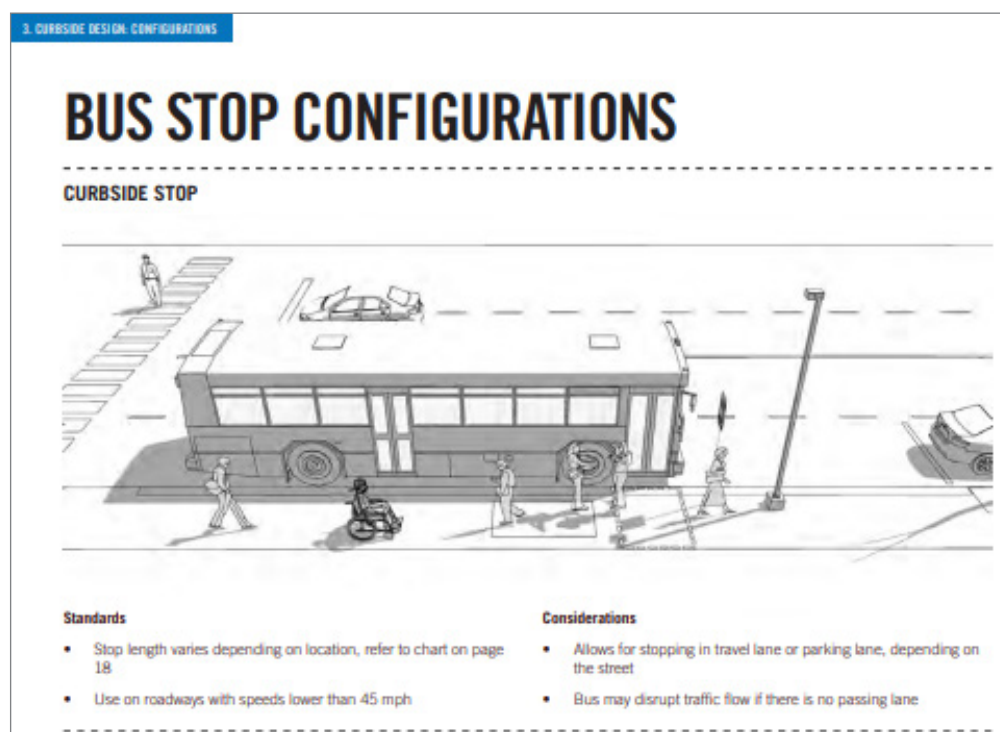 3. CURBSIDE DESIGN: CONFIGURATIONS
BUS STOP CONFIGURATIONS
CURBSIDE STOP
Standards
• Stop length varies depending on location, refer to chart on page
18
• Use on roadways with speeds lower than 45 mph
Considerations
• Allows for stopping in travel lane or parking lane, depending on
the street
• Bus may disrupt traffic flow if there is no passing lane